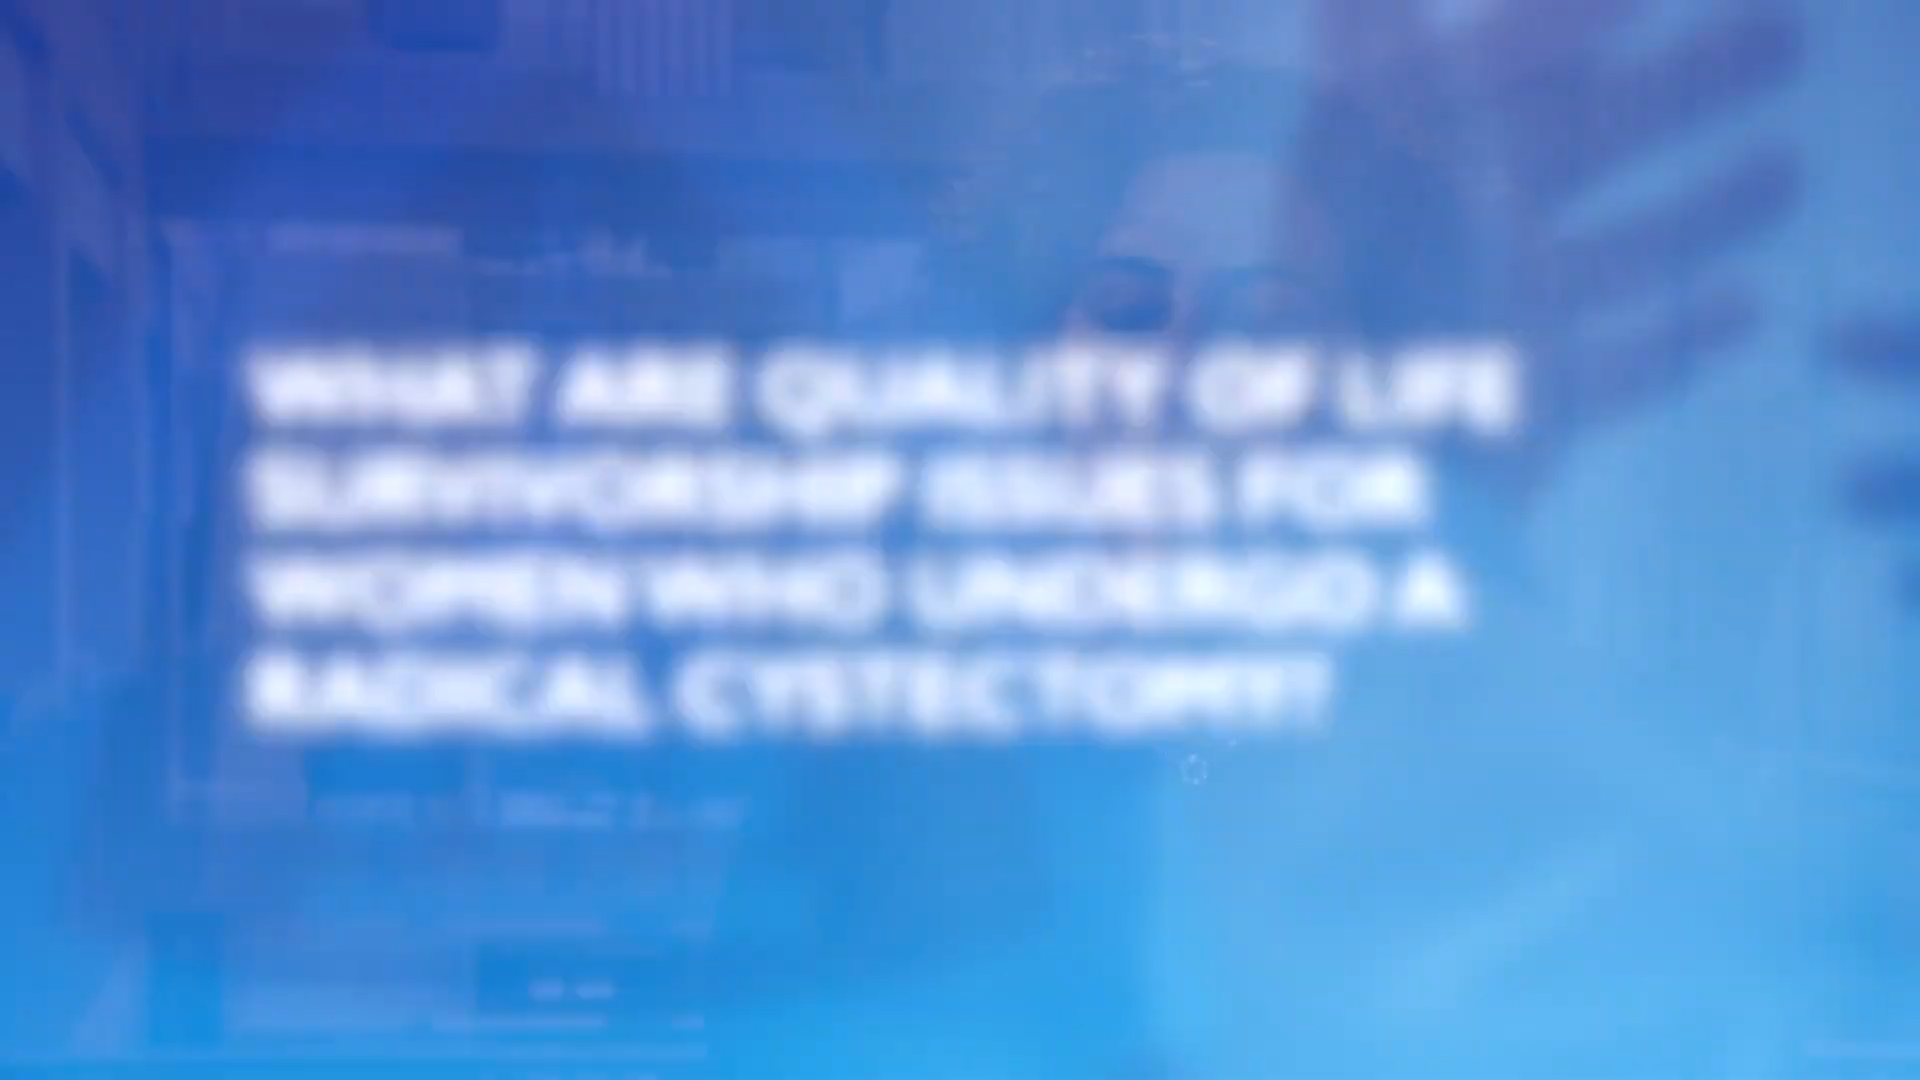 WHAT ARE QUALITY OF LIFE
SURVIVORSHIP ISSUES FOR
WOMEN WHO UNDERGO A
RADICAL CYSTECTOMY?